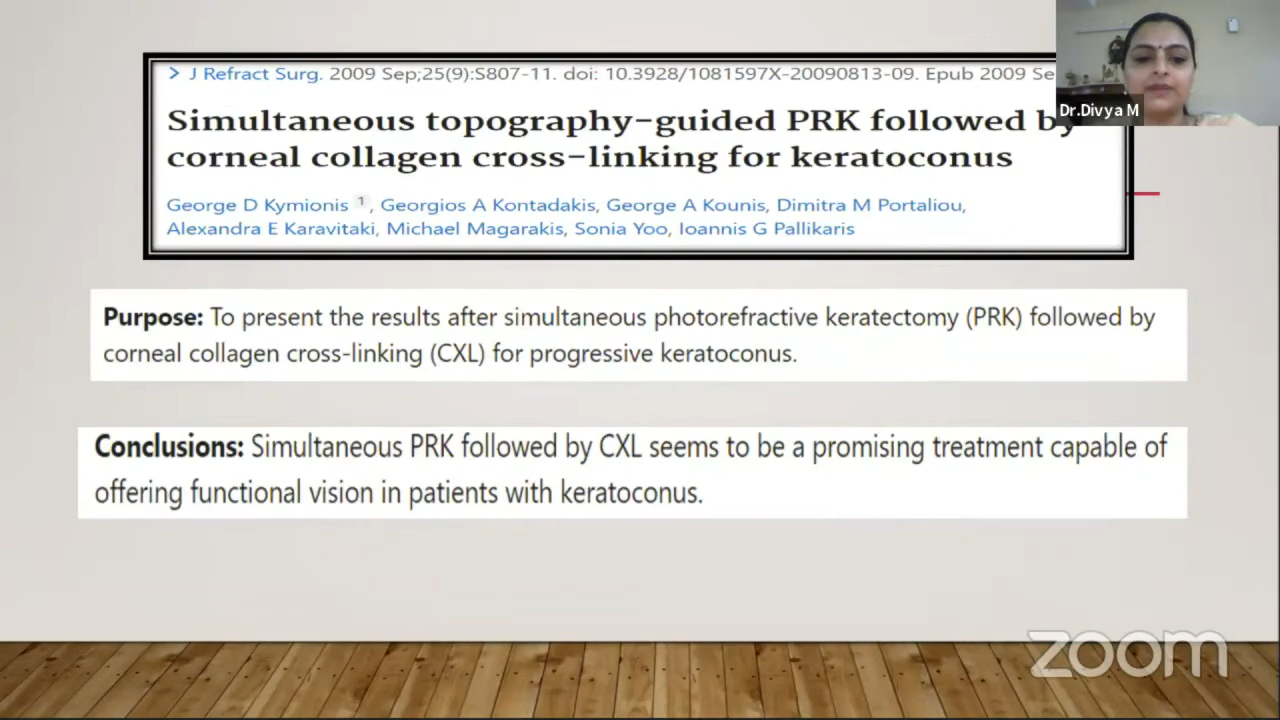 > J Refract Surg. 2009 Sep;25(9):S807-11. doi: 10.3928/1081597X-20090813-09. Epub 2009
Simultaneous topography-guided PRK followed by
corneal collagen cross-linking for keratoconus
George D Kymionis 1, Georgios A Kontadakis, George A Kounis, Dimitra M Portaliou,
Alexandra E Karavitaki, Michael Magarakis, Sonia Yoo, Ioannis G Pallikaris
Dr.Divya M
Purpose: To present the results after simultaneous photorefractive keratectomy (PRK) followed by
corneal collagen cross-linking (CXL) for progressive keratoconus.
Conclusions: Simultaneous PRK followed by CXL seems to be a promising treatment capable of
offering functional vision in patients with keratoconus.
zoom